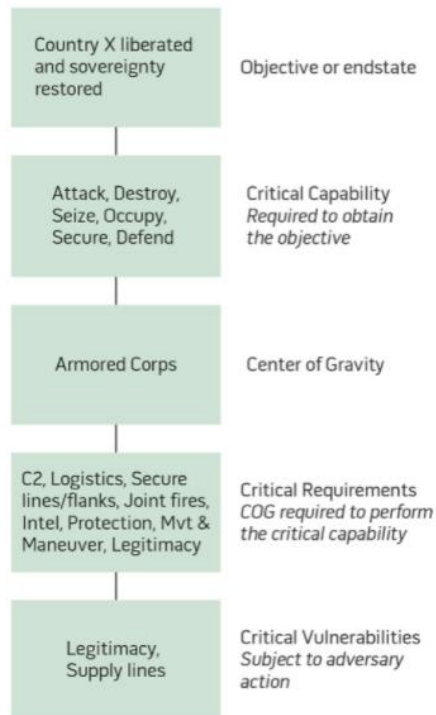 Country X liberated
and sovereignty
restored
Objective or endstate
Attack, Destroy,
Seize, Occupy,
Secure, Defend
Critical Capability
Required to obtain
the objective
Armored Corps
Center of Gravity
C2, Logistics, Secure
lines/flanks, Joint fires,
Intel, Protection, Mvt &
Maneuver, Legitimacy
Critical Requirements
COG required to perform
the critical capability
Legitimacy,
Supply lines
Critical Vulnerabilities
Subject to adversary
action